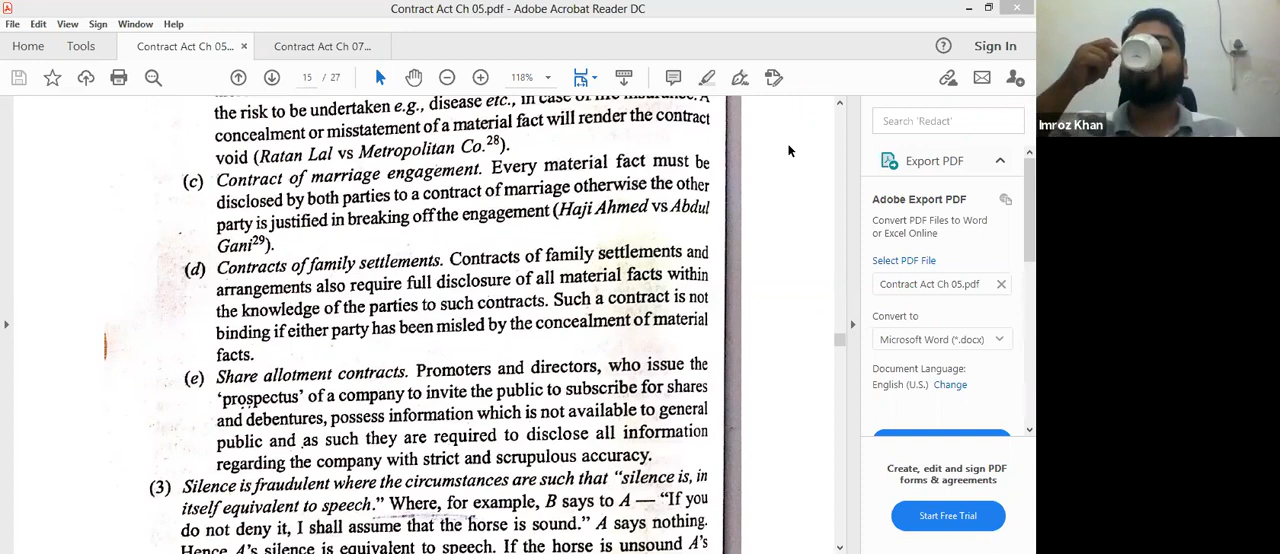 Contract Act Ch 05.pdf - Adobe Acrobat Reader DC
File Edit View Sign Window Help
Home Tools Contract Act Ch 05... × Contract Act Ch 07... Sign In
15 / 27 118%
the risk to be undertaken e.g., disease etc., in case of life insurance. A
concealment or misstatement of a material fact will render the contract
void (Ratan Lal vs Metropolitan Co.28).
(c) Contract of marriage engagement. Every material fact must be
disclosed by both parties to a contract of marriage otherwise the other
party is justified in breaking off the engagement (Haji Ahmed vs Abdul
Gani29).
(d) Contracts of family settlements. Contracts of family settlements and
arrangements also require full disclosure of all material facts within
the knowledge of the parties to such contracts. Such a contract is not
binding if either party has been misled by the concealment of material
facts.
(e) Share allotment contracts. Promoters and directors, who issue the
‘prospectus’ of a company to invite the public to subscribe for shares
and debentures, possess information which is not available to general
public and as such they are required to disclose all information
regarding the company with strict and scrupulous accuracy.
(3) Silence is fraudulent where the circumstances are such that “silence is, in
itself equivalent to speech.” Where, for example, B says to A — “If you
do not deny it, I shall assume that the horse is sound.” A says nothing.
Hence A’s silence is equivalent to speech. If the horse is unsound A’s
Search 'Redact'
Export PDF
Adobe Export PDF
Convert PDF Files to Word
or Excel Online
Select PDF File
Contract Act Ch 05.pdf
Convert to
Microsoft Word (*.docx)
Document Language:
English (U.S.) Change
Create, edit and sign PDF
forms & agreements
Start Free Trial
Imroz Khan